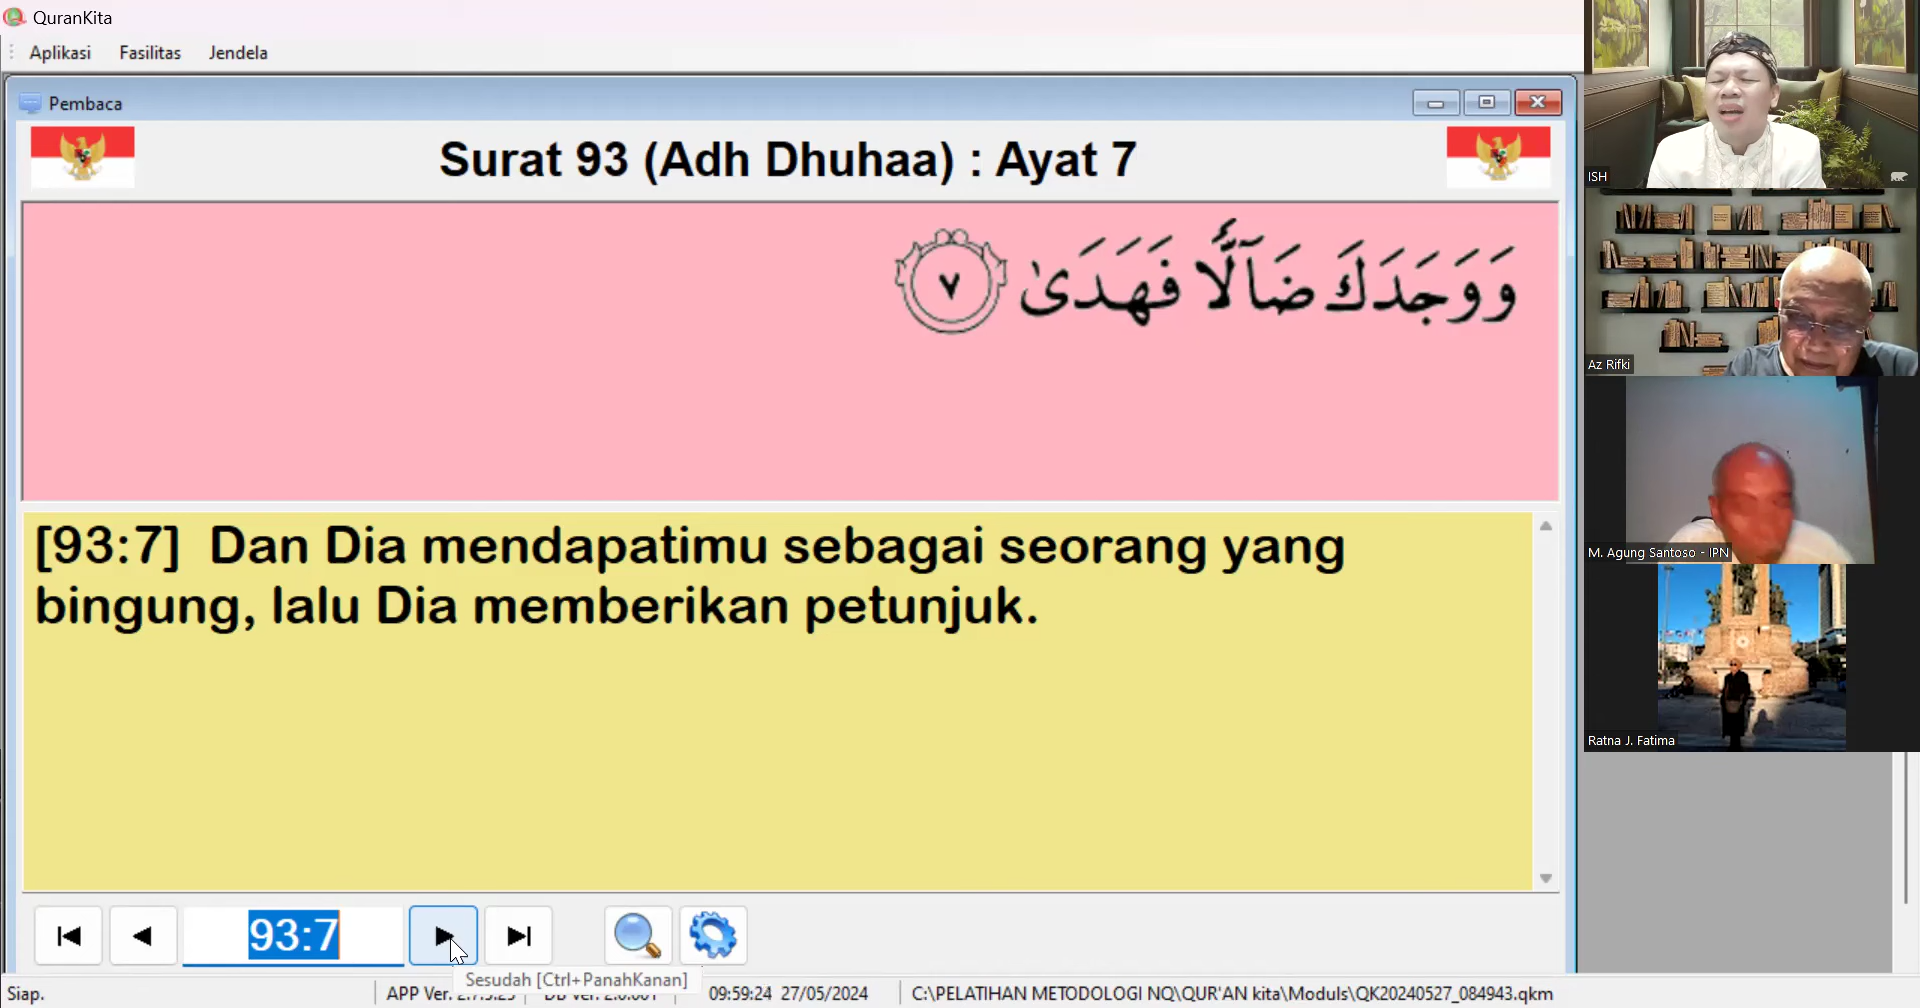 QuranKita
Aplikasi Fasilitas Jendela
Pembaca
Surat 93 (Adh Dhuhaa) : Ayat 7
وَوَجَدَكَ ضَآلًّا فَهَدَىٰ ٧
[93:7] Dan Dia mendapatimu sebagai seorang yang
bingung, lalu Dia memberikan petunjuk.
93:7
Sesudah [Ctrl+PanahKanan]
Siap.
APP Ver.
09:59:24 27/05/2024
C:\PELATIHAN METODOLOGI NQ\QUR'AN kita\Moduls\QK20240527_084943.qkm
ISH
Az Rifki
M. Agung Santoso - IPN
Ratna J. Fatima